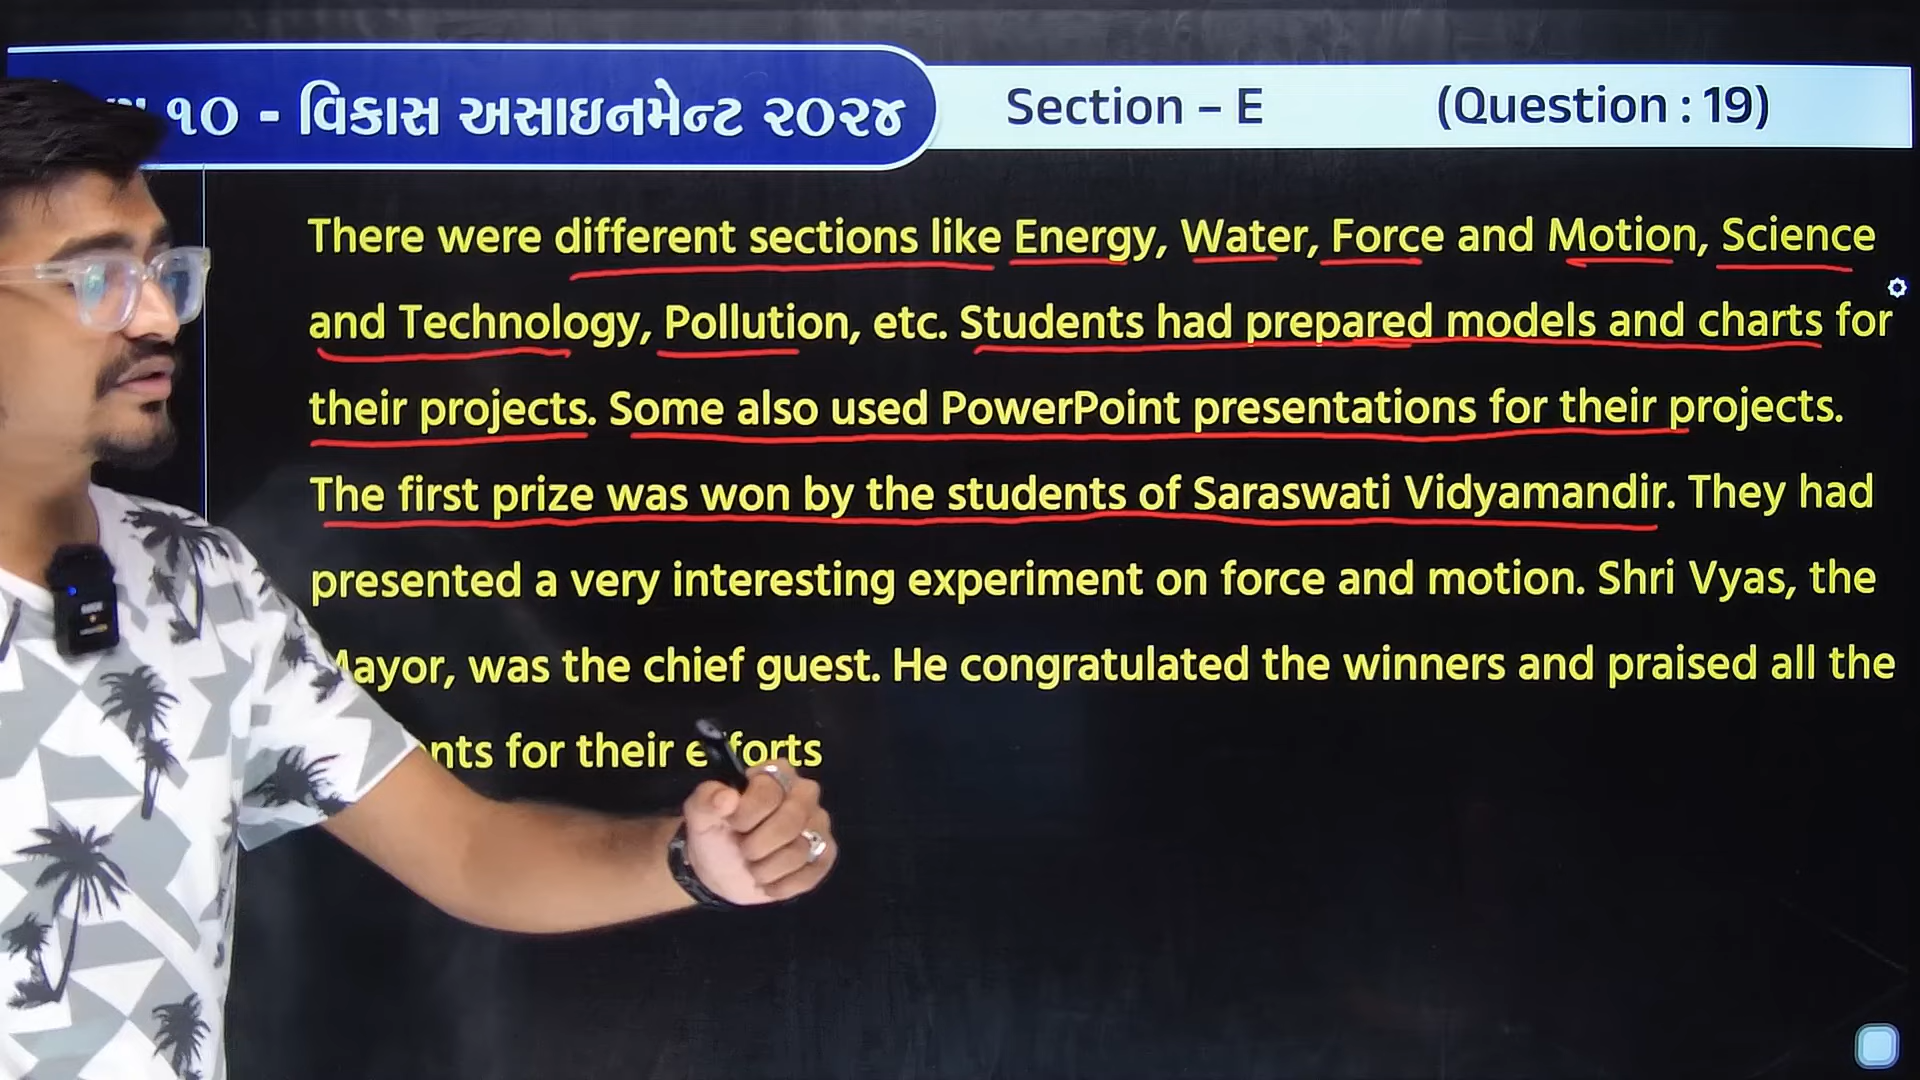 ૧૦ - વિકાસ અસાઇનમેન્ટ ૨૦૨૪
Section – E
(Question : 19)
There were different sections like Energy, Water, Force and Motion, Science
and Technology, Pollution, etc. Students had prepared models and charts for
their projects. Some also used PowerPoint presentations for their projects.
The first prize was won by the students of Saraswati Vidyamandir. They had
presented a very interesting experiment on force and motion. Shri Vyas, the
Mayor, was the chief guest. He congratulated the winners and praised all the
for their efforts